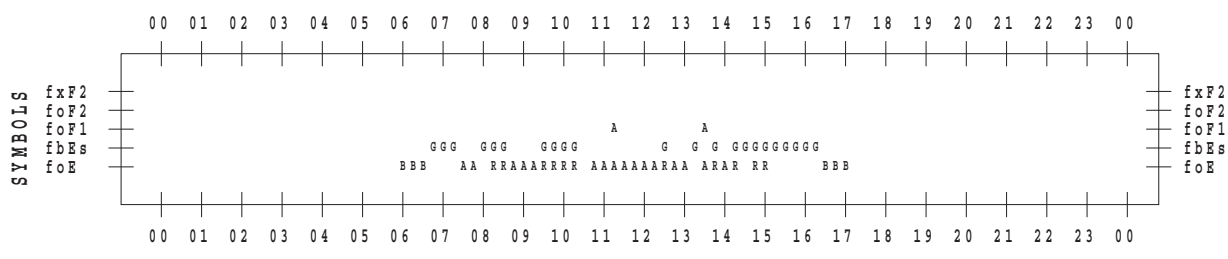 00 01 02 03 04 05 06 07 08 09 10 11 12 13 14 15 16 17 18 19 20 21 22 23 00
SYMBOLS
fxF2 fxF2
foF2 foF2
foF1 A A foF1
fbEs GGG GGG GGGG G G G GGGGGGGGG fbEs
foE BBB AA RRAAARRRR AAAAAAARAA ARAR RR BBB foE
00 01 02 03 04 05 06 07 08 09 10 11 12 13 14 15 16 17 18 19 20 21 22 23 00